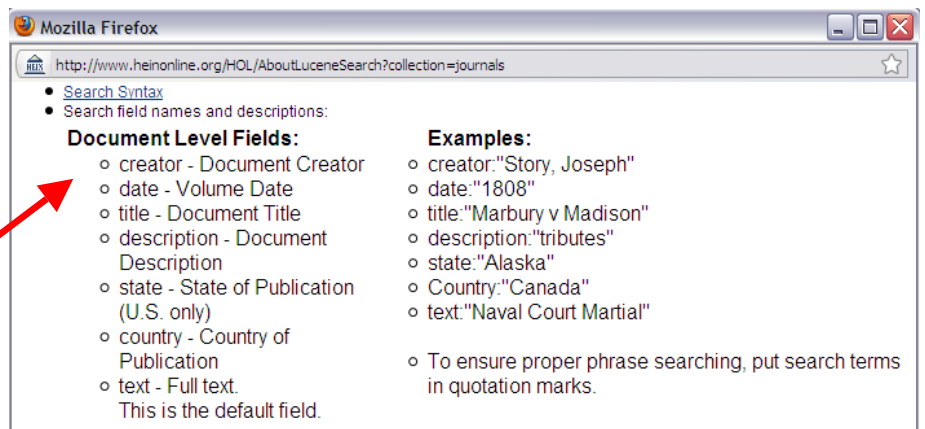 Mozilla Firefox
HEIN http://www.heinonline.org/HOL/AboutLuceneSearch?collection=journals
Search Syntax
Search field names and descriptions:
Document Level Fields:
creator - Document Creator
date - Volume Date
title - Document Title
description - Document
Description
state - State of Publication
(U.S. only)
country - Country of
Publication
text - Full text.
This is the default field.
Examples:
creator:"Story, Joseph"
date:"1808"
title:"Marbury v Madison"
description:"tributes"
state:"Alaska"
Country:"Canada"
text:"Naval Court Martial"
To ensure proper phrase searching, put search terms
in quotation marks.